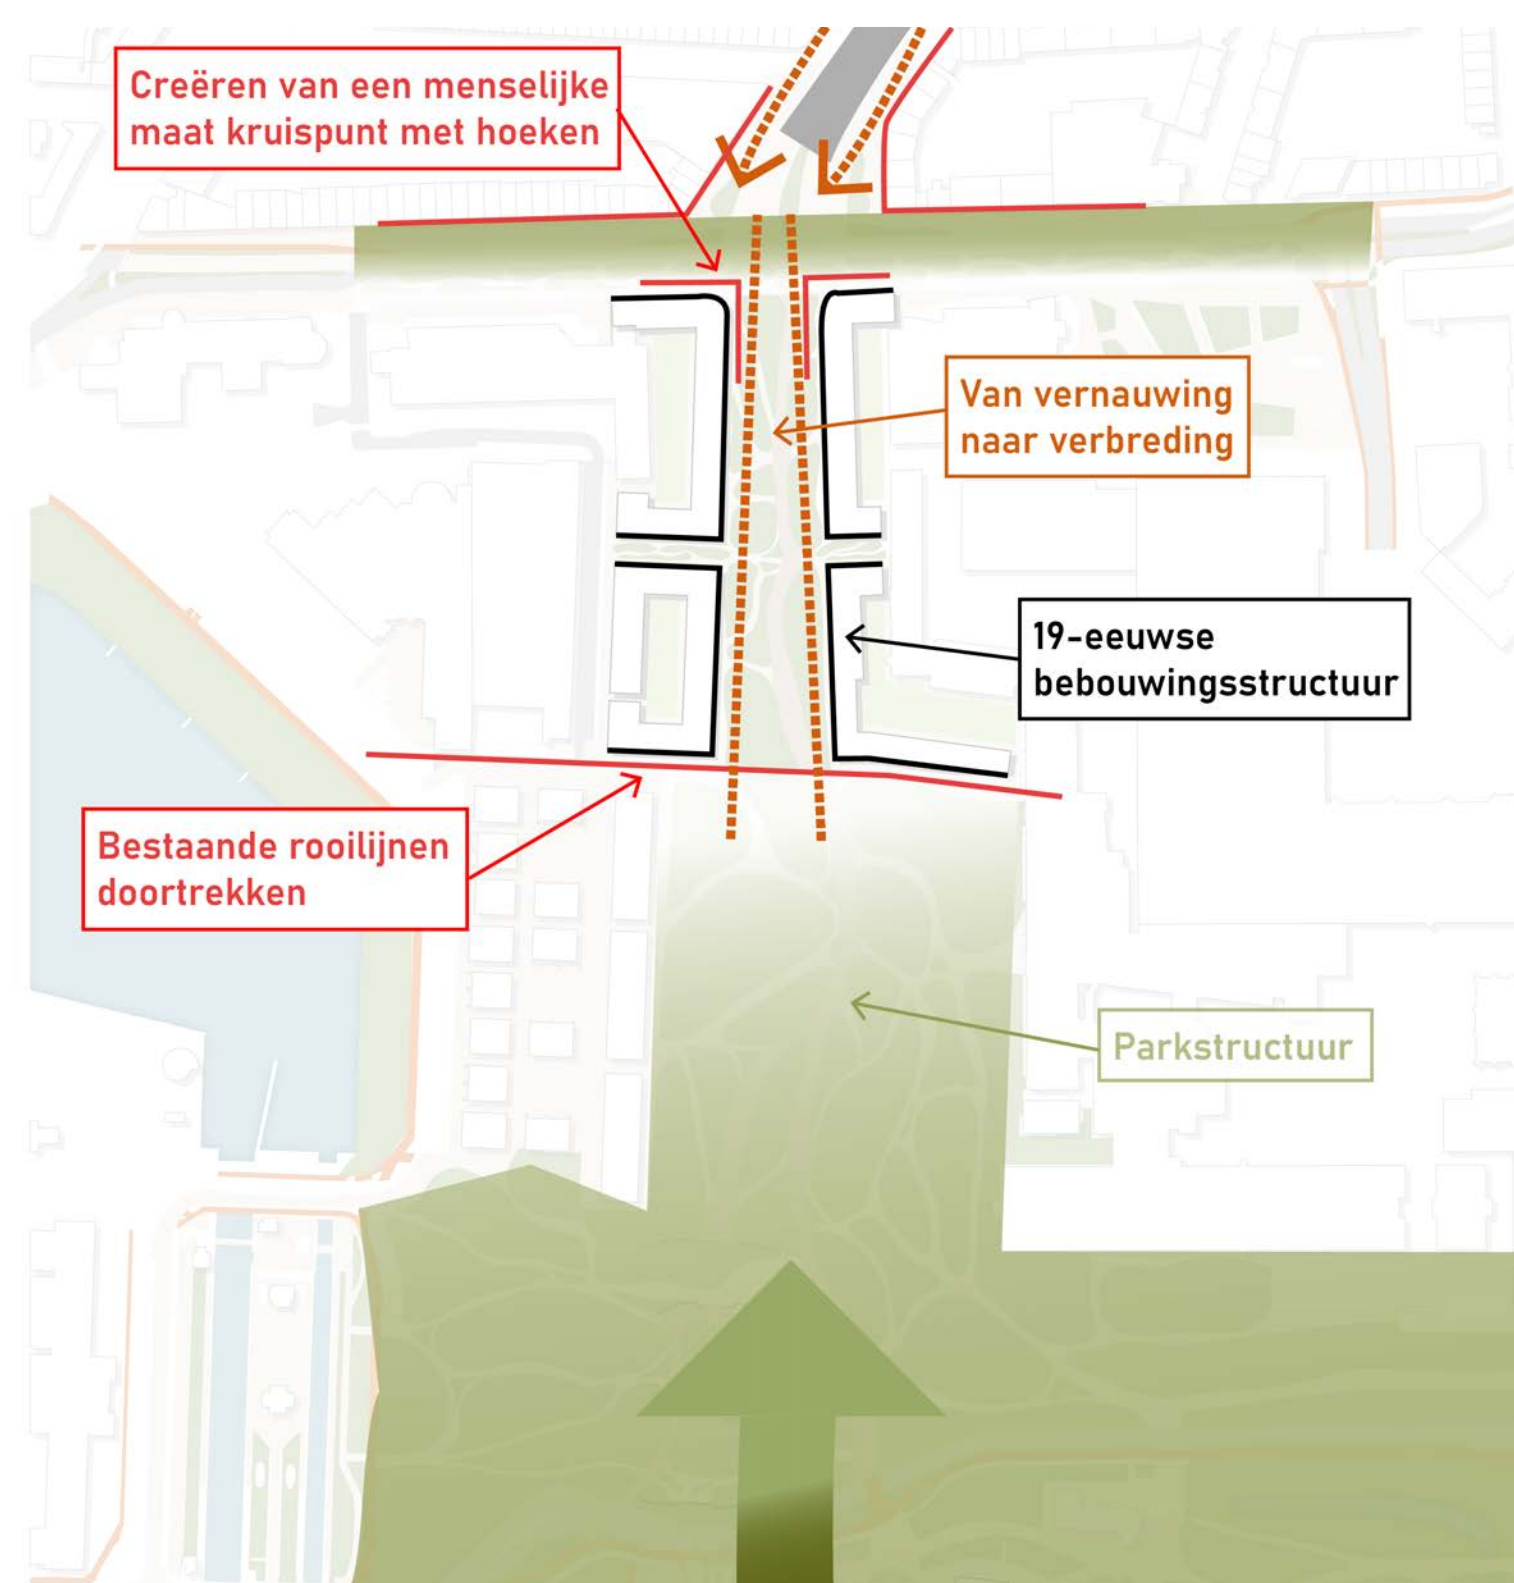 Creëren van een menselijke
maat kruispunt met hoeken
Van vernauwing
naar verbreding
19-eeuwse
bebouwingsstructuur
Bestaande rooilijnen
doortrekken
Parkstructuur